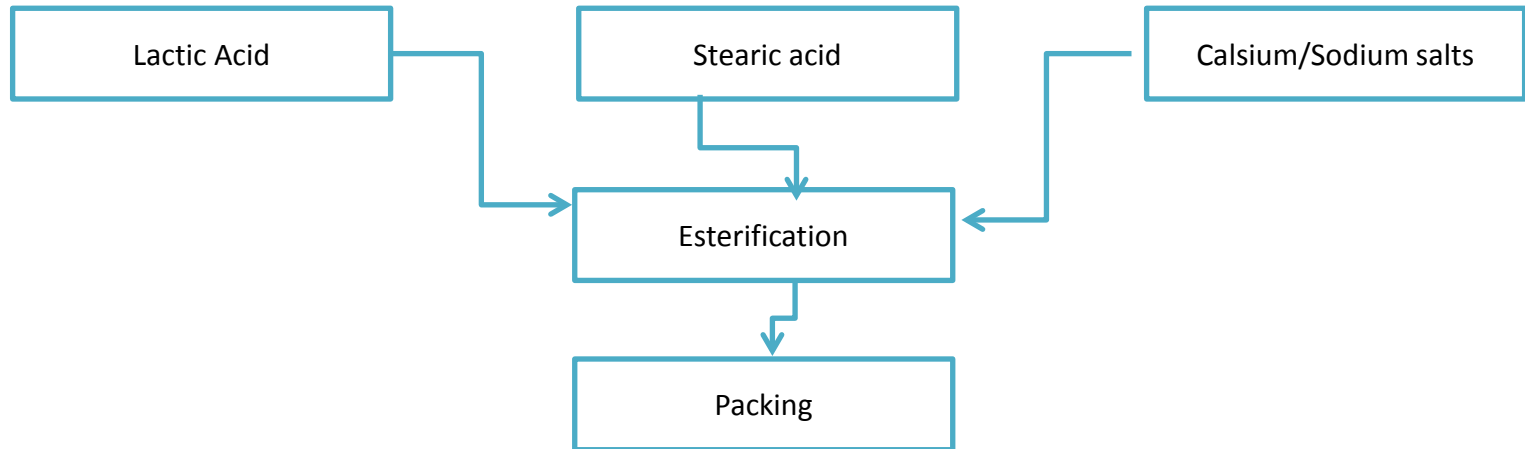 Lactic Acid
Stearic acid
Calsium/Sodium salts
Esterification
Packing